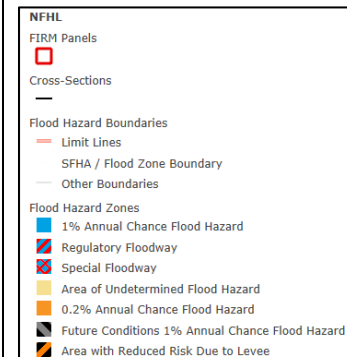 NFHL
FIRM Panels
Cross-Sections
Flood Hazard Boundaries
Limit Lines
SFHA / Flood Zone Boundary
Other Boundaries
Flood Hazard Zones
1% Annual Chance Flood Hazard
Regulatory Floodway
Special Floodway
Area of Undetermined Flood Hazard
0.2% Annual Chance Flood Hazard
Future Conditions 1% Annual Chance Flood Hazard
Area with Reduced Risk Due to Levee